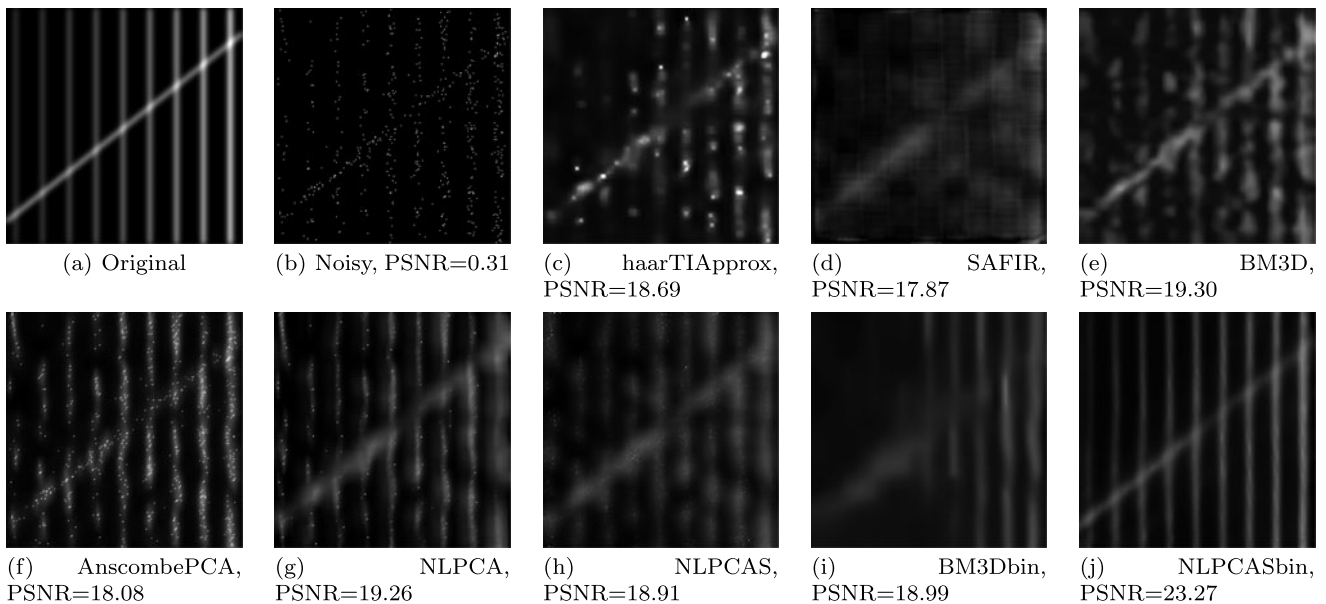 (a) Original
(b) Noisy, PSNR=0.31
(c) haarTIApprox,
PSNR=18.69
(d) SAFIR,
PSNR=17.87
(e) BM3D,
PSNR=19.30
(f) AnscombePCA,
PSNR=18.08
(g) NLPCA,
PSNR=19.26
(h) NLPCAS,
PSNR=18.91
(i) BM3Dbin,
PSNR=18.99
(j) NLPCASbin,
PSNR=23.27